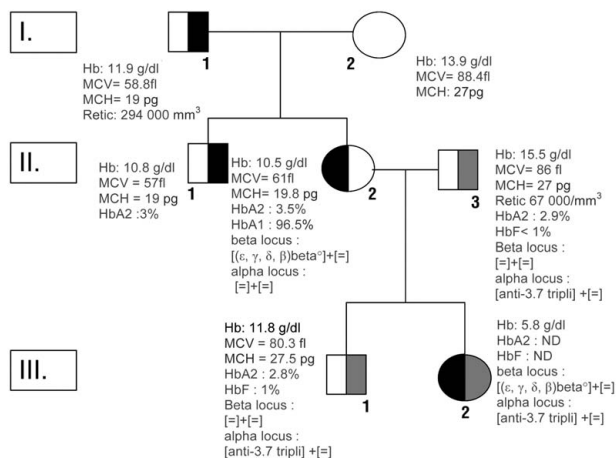 I.
1
2
Hb: 11.9 g/dl
MCV= 58.8fl
MCH= 19 pg
Retic: 294 000 mm³
Hb: 13.9 g/dl
MCV= 88.4fl
MCH: 27pg
II.
1
2
3
Hb: 10.8 g/dl
MCV = 57fl
MCH = 19 pg
HbA2 :3%
Hb: 10.5 g/dl
MCV= 61fl
MCH= 19.8 pg
HbA2 : 3.5%
HbA1 : 96.5%
beta locus :
[(ε, γ, δ, β)beta°]+[=]
alpha locus :
[=]+[=]
Hb: 15.5 g/dl
MCV= 86 fl
MCH= 27 pg
Retic 67 000/mm³
HbA2 : 2.9%
HbF< 1%
Beta locus :
[=]+[=]
alpha locus :
[anti-3.7 tripli] +[=]
III.
1
2
Hb: 11.8 g/dl
MCV = 80.3 fl
MCH = 27.5 pg
HbA2 : 2.8%
HbF : 1%
Beta locus :
[=]+[=]
alpha locus :
[anti-3.7 tripli] +[=]
Hb: 5.8 g/dl
HbA2 : ND
HbF : ND
beta locus :
[(ε, γ, δ, β)beta°]+[=]
alpha locus :
[anti-3.7 tripli] +[=]